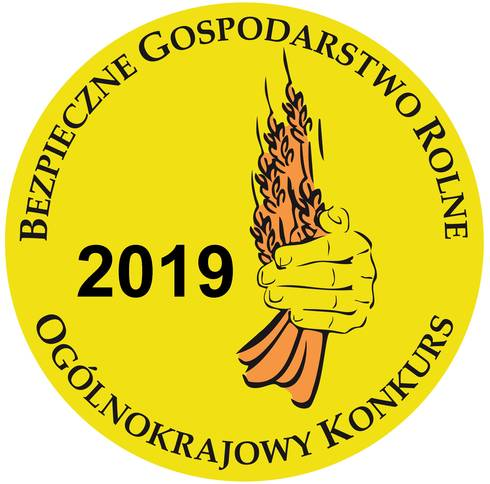 BEZPIECZNE GOSPODARSTWO ROLNE
2019
OGÓLNOKRAJOWY KONKURS